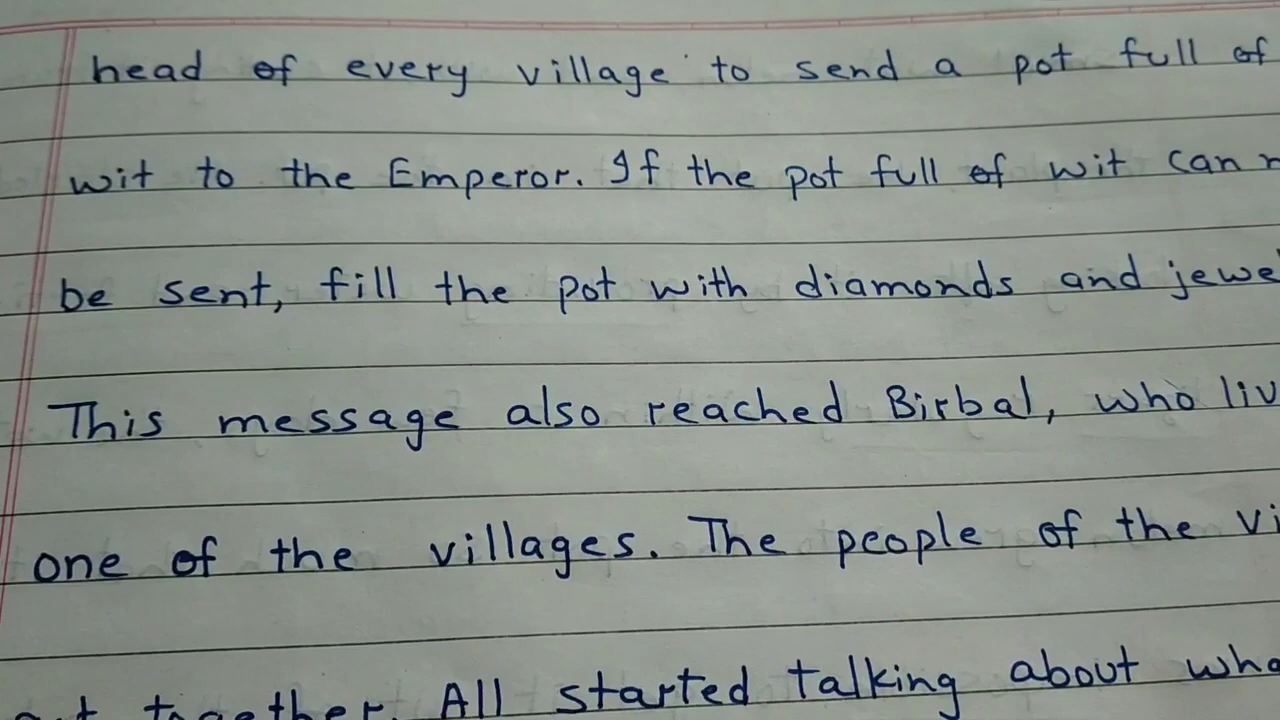 head of every village to send a pot full of
wit to the Emperor. If the pot full of wit can
be sent, fill the pot with diamonds and
This message also reached Birbal, who
one of the villages. The people of the
together. All started talking about